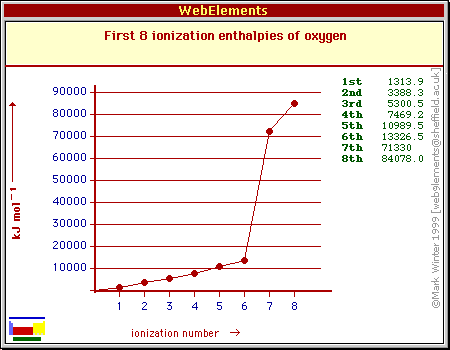 WebElements
First 8 ionization enthalpies of oxygen
90000
80000
70000
60000
50000
40000
30000
20000
10000
kJ mol⁻¹
1 2 3 4 5 6 7 8
ionization number →
1st 1313.9
2nd 3388.3
3rd 5300.5
4th 7469.2
5th 10989.5
6th 13326.5
7th 71330
8th 84078.0
©Mark Winter 1999 [webelements@sheffield.ac.uk]